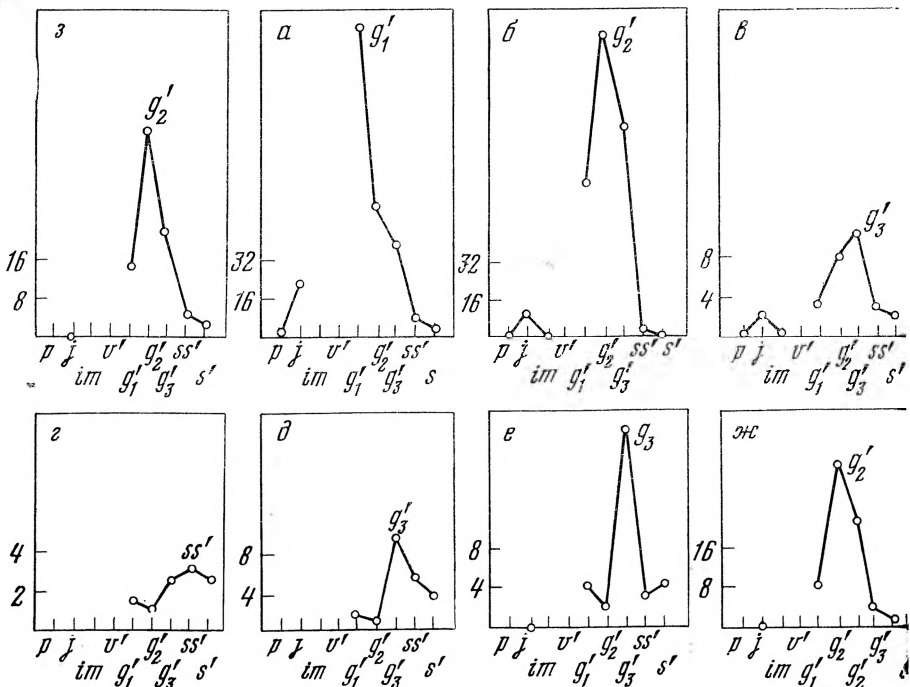 з а б в
g₂′ g₁′ g₂′ g₃′
16 32 32 8
8 16 16 4
p j v′ g₂′ ss′ p j v′ g₂′ ss′ p j v′ g₂′ ss′ s′ p j v′ g₂′ ss′
im g₁′ g₃′ s′ im g₁′ g₃′ s im g₁′ g₃′ im g₁′ g₃′ s′
г д е ж
ss′ g₃′ g₃ g₂′
4 8 8 16
2 4 4 8
p j v′ g₂′ ss′ p j v′ g₂′ ss′ p j v′ g₂′ ss′ p j v′ g₂′ g₃′
im g₁′ g₃′ s′ im g₁′ g₃′ s′ im g₁′ g₃′ s′ im g₁′ g₂′